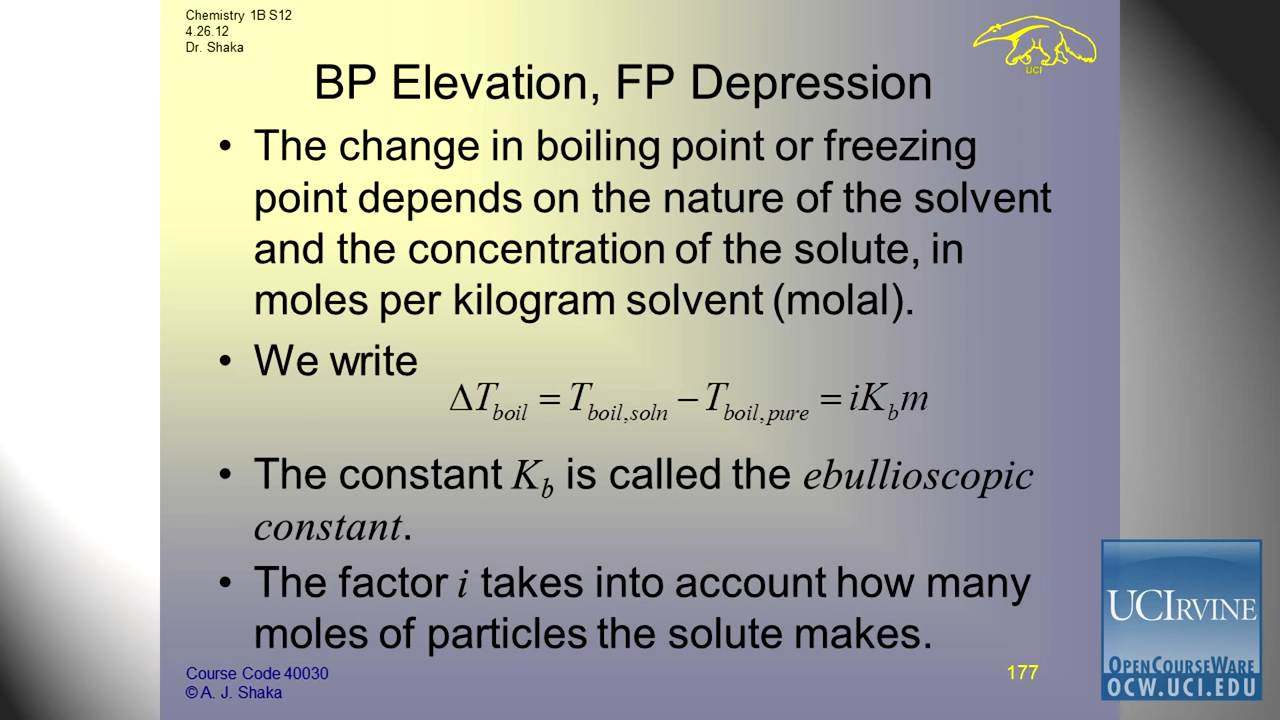 Chemistry 1B S12
4.26.12
Dr. Shaka
UCI
BP Elevation, FP Depression
• The change in boiling point or freezing
point depends on the nature of the solvent
and the concentration of the solute, in
moles per kilogram solvent (molal).
• We write
ΔT_boil = T_boil,soln − T_boil,pure = iK_b m
• The constant K_b is called the ebullioscopic
constant.
• The factor i takes into account how many
moles of particles the solute makes.
Course Code 40030
© A. J. Shaka
177
UCIRVINE
OPENCOURSEWARE
OCW.UCI.EDU